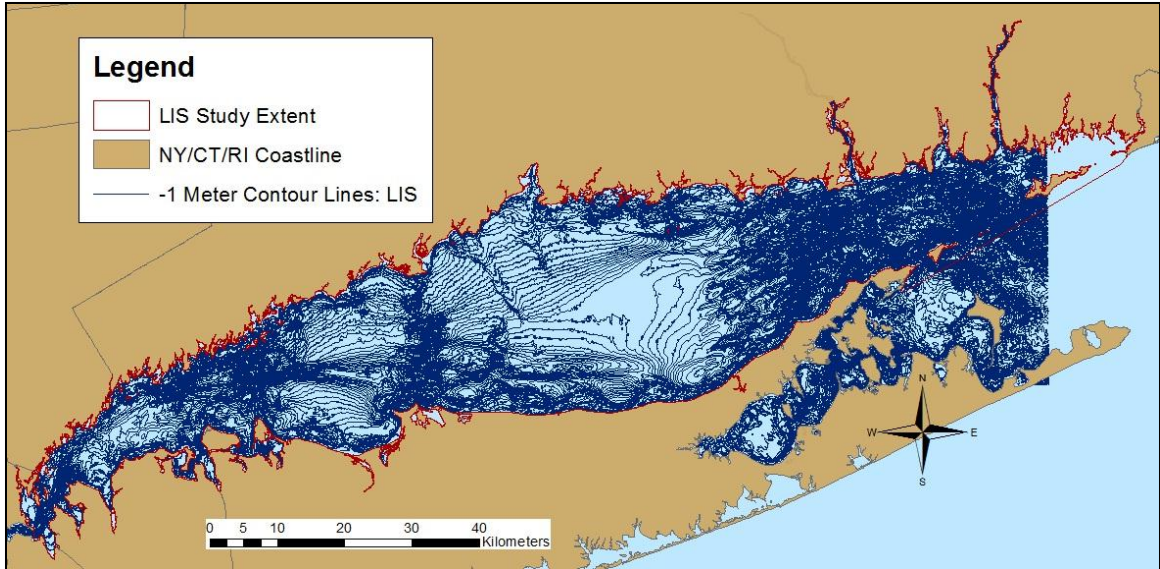 Legend
LIS Study Extent
NY/CT/RI Coastline
-1 Meter Contour Lines: LIS
N
W E
S
0 5 10 20 30 40
Kilometers